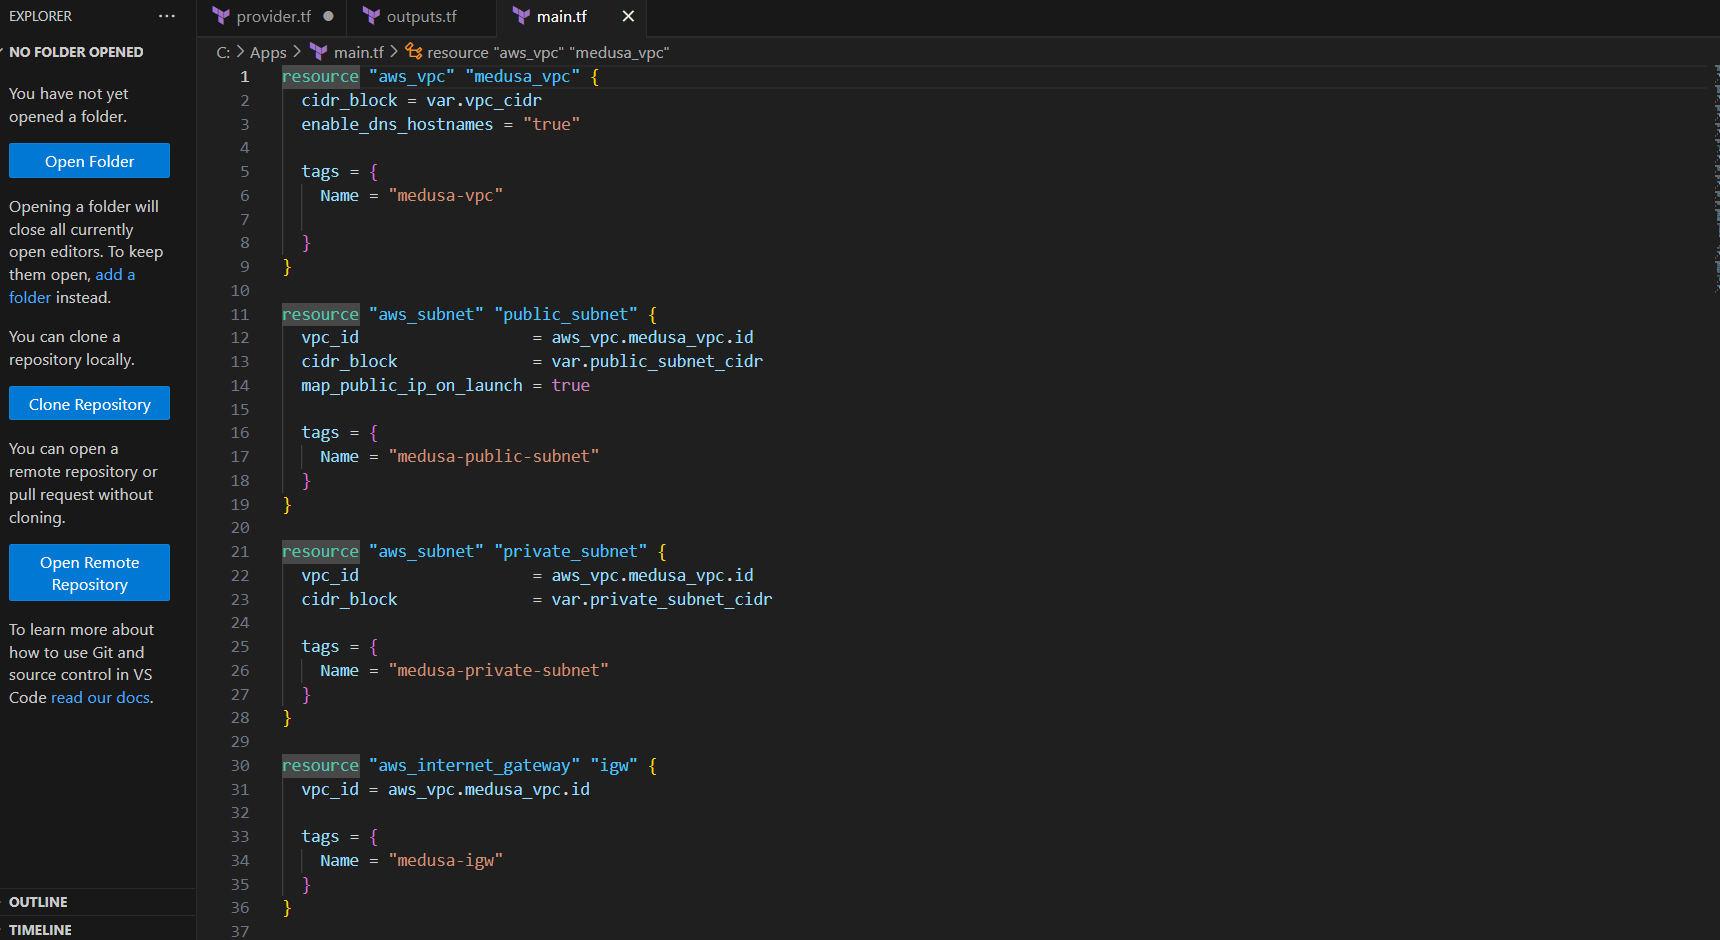 EXPLORER ···
NO FOLDER OPENED
You have not yet
opened a folder.
Open Folder
Opening a folder will
close all currently
open editors. To keep
them open, add a
folder instead.
You can clone a
repository locally.
Clone Repository
You can open a
remote repository or
pull request without
cloning.
Open Remote
Repository
To learn more about
how to use Git and
source control in VS
Code read our docs.
OUTLINE
TIMELINE
provider.tf ● outputs.tf main.tf ×
C: > Apps > main.tf > resource "aws_vpc" "medusa_vpc"
1 resource "aws_vpc" "medusa_vpc" {
2 cidr_block = var.vpc_cidr
3 enable_dns_hostnames = "true"
4
5 tags = {
6 Name = "medusa-vpc"
7
8 }
9 }
10
11 resource "aws_subnet" "public_subnet" {
12 vpc_id = aws_vpc.medusa_vpc.id
13 cidr_block = var.public_subnet_cidr
14 map_public_ip_on_launch = true
15
16 tags = {
17 Name = "medusa-public-subnet"
18 }
19 }
20
21 resource "aws_subnet" "private_subnet" {
22 vpc_id = aws_vpc.medusa_vpc.id
23 cidr_block = var.private_subnet_cidr
24
25 tags = {
26 Name = "medusa-private-subnet"
27 }
28 }
29
30 resource "aws_internet_gateway" "igw" {
31 vpc_id = aws_vpc.medusa_vpc.id
32
33 tags = {
34 Name = "medusa-igw"
35 }
36 }
37